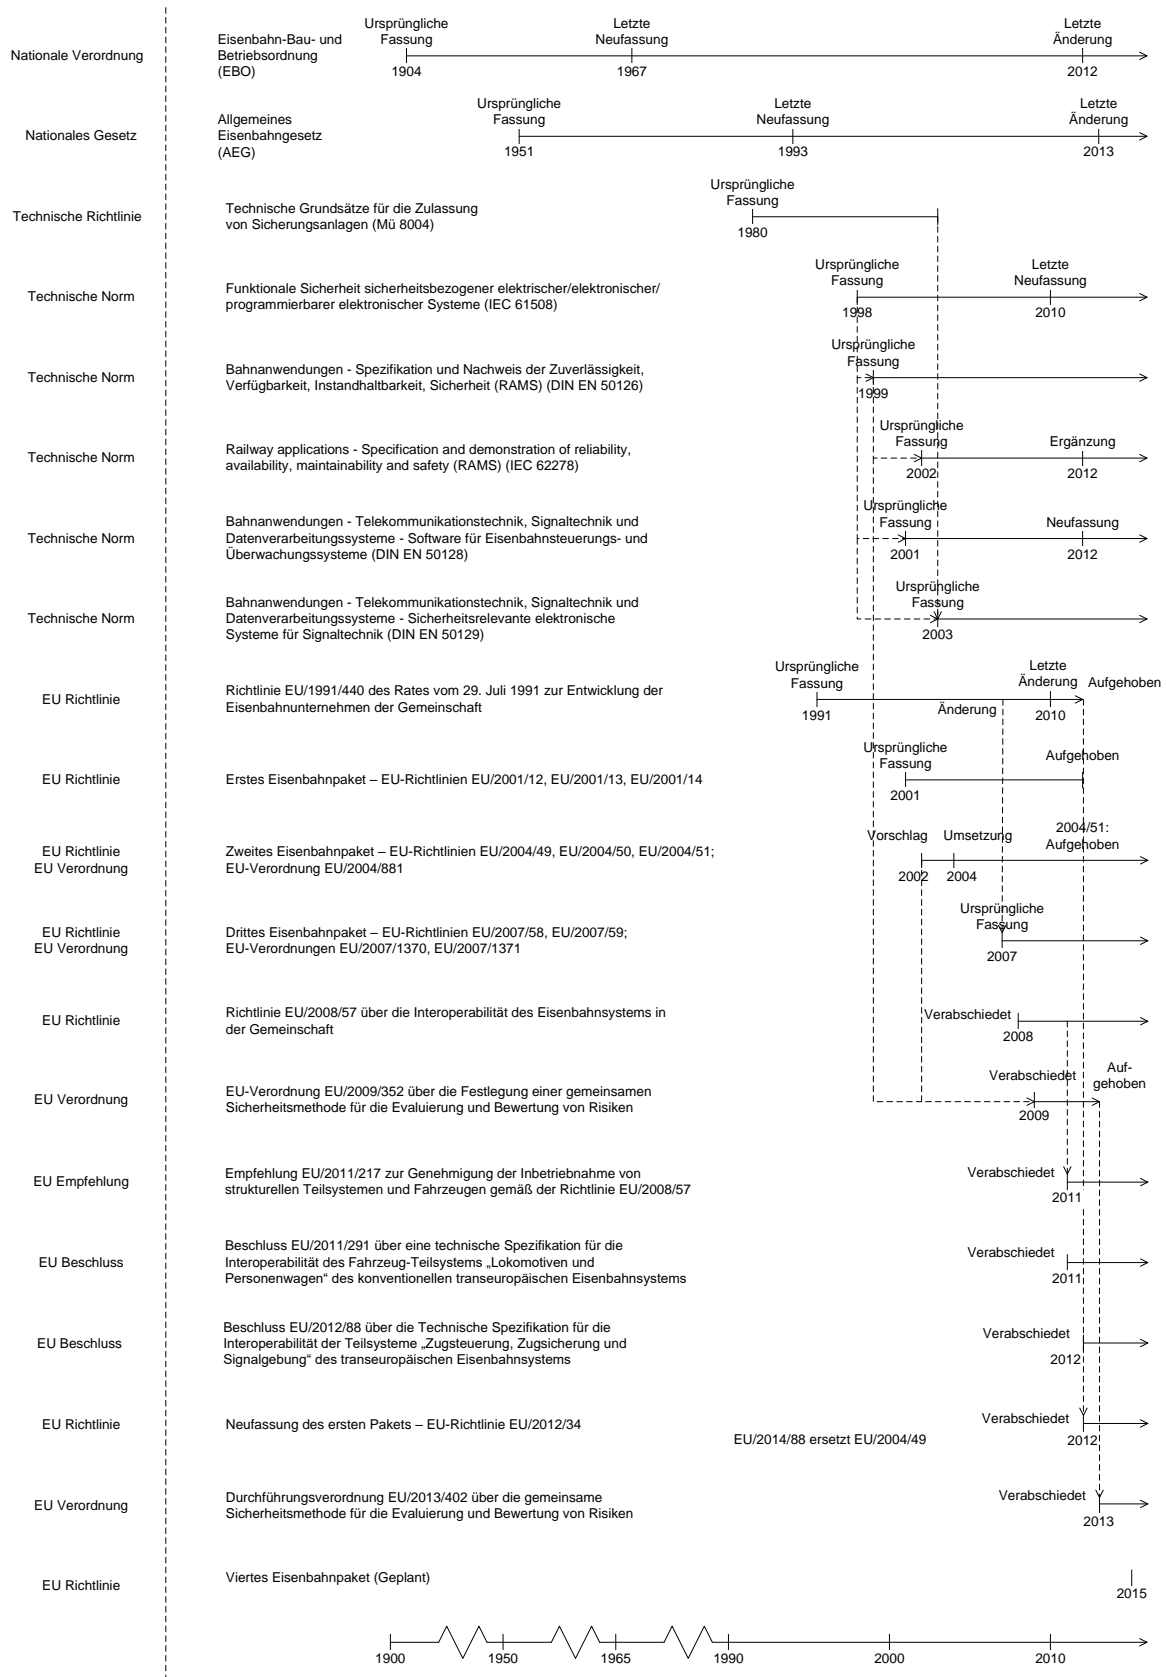 Nationale Verordnung
Eisenbahn-Bau- und
Betriebsordnung
(EBO)
Ursprüngliche
Fassung
1904
Letzte
Neufassung
1967
Letzte
Änderung
2012
Nationales Gesetz
Allgemeines
Eisenbahngesetz
(AEG)
Ursprüngliche
Fassung
1951
Letzte
Neufassung
1993
Letzte
Änderung
2013
Technische Richtlinie
Technische Grundsätze für die Zulassung
von Sicherungsanlagen (Mü 8004)
Ursprüngliche
Fassung
1980
Technische Norm
Funktionale Sicherheit sicherheitsbezogener elektrischer/elektronischer/
programmierbarer elektronischer Systeme (IEC 61508)
Ursprüngliche
Fassung
1998
Letzte
Neufassung
2010
Technische Norm
Bahnanwendungen - Spezifikation und Nachweis der Zuverlässigkeit,
Verfügbarkeit, Instandhaltbarkeit, Sicherheit (RAMS) (DIN EN 50126)
Ursprüngliche
Fassung
1999
Technische Norm
Railway applications - Specification and demonstration of reliability,
availability, maintainability and safety (RAMS) (IEC 62278)
Ursprüngliche
Fassung
2002
Ergänzung
2012
Technische Norm
Bahnanwendungen - Telekommunikationstechnik, Signaltechnik und
Datenverarbeitungssysteme - Software für Eisenbahnsteuerungs- und
Überwachungssysteme (DIN EN 50128)
Ursprüngliche
Fassung
2001
Neufassung
2012
Technische Norm
Bahnanwendungen - Telekommunikationstechnik, Signaltechnik und
Datenverarbeitungssysteme - Sicherheitsrelevante elektronische
Systeme für Signaltechnik (DIN EN 50129)
Ursprüngliche
Fassung
2003
EU Richtlinie
Richtlinie EU/1991/440 des Rates vom 29. Juli 1991 zur Entwicklung der
Eisenbahnunternehmen der Gemeinschaft
Ursprüngliche
Fassung
1991
Änderung
Letzte
Änderung
2010
Aufgehoben
EU Richtlinie
Erstes Eisenbahnpaket – EU-Richtlinien EU/2001/12, EU/2001/13, EU/2001/14
Ursprüngliche
Fassung
2001
Aufgehoben
EU Richtlinie
EU Verordnung
Zweites Eisenbahnpaket – EU-Richtlinien EU/2004/49, EU/2004/50, EU/2004/51;
EU-Verordnung EU/2004/881
Vorschlag
2002
Umsetzung
2004
2004/51:
Aufgehoben
EU Richtlinie
EU Verordnung
Drittes Eisenbahnpaket – EU-Richtlinien EU/2007/58, EU/2007/59;
EU-Verordnungen EU/2007/1370, EU/2007/1371
Ursprüngliche
Fassung
2007
EU Richtlinie
Richtlinie EU/2008/57 über die Interoperabilität des Eisenbahnsystems in
der Gemeinschaft
Verabschiedet
2008
EU Verordnung
EU-Verordnung EU/2009/352 über die Festlegung einer gemeinsamen
Sicherheitsmethode für die Evaluierung und Bewertung von Risiken
Verabschiedet
2009
Auf-
gehoben
EU Empfehlung
Empfehlung EU/2011/217 zur Genehmigung der Inbetriebnahme von
strukturellen Teilsystemen und Fahrzeugen gemäß der Richtlinie EU/2008/57
Verabschiedet
2011
EU Beschluss
Beschluss EU/2011/291 über eine technische Spezifikation für die
Interoperabilität des Fahrzeug-Teilsystems „Lokomotiven und
Personenwagen“ des konventionellen transeuropäischen Eisenbahnsystems
Verabschiedet
2011
EU Beschluss
Beschluss EU/2012/88 über die Technische Spezifikation für die
Interoperabilität der Teilsysteme „Zugsteuerung, Zugsicherung und
Signalgebung“ des transeuropäischen Eisenbahnsystems
Verabschiedet
2012
EU Richtlinie
Neufassung des ersten Pakets – EU-Richtlinie EU/2012/34
Verabschiedet
2012
EU/2014/88 ersetzt EU/2004/49
EU Verordnung
Durchführungsverordnung EU/2013/402 über die gemeinsame
Sicherheitsmethode für die Evaluierung und Bewertung von Risiken
Verabschiedet
2013
EU Richtlinie
Viertes Eisenbahnpaket (Geplant)
2015
1900
1950
1965
1990
2000
2010